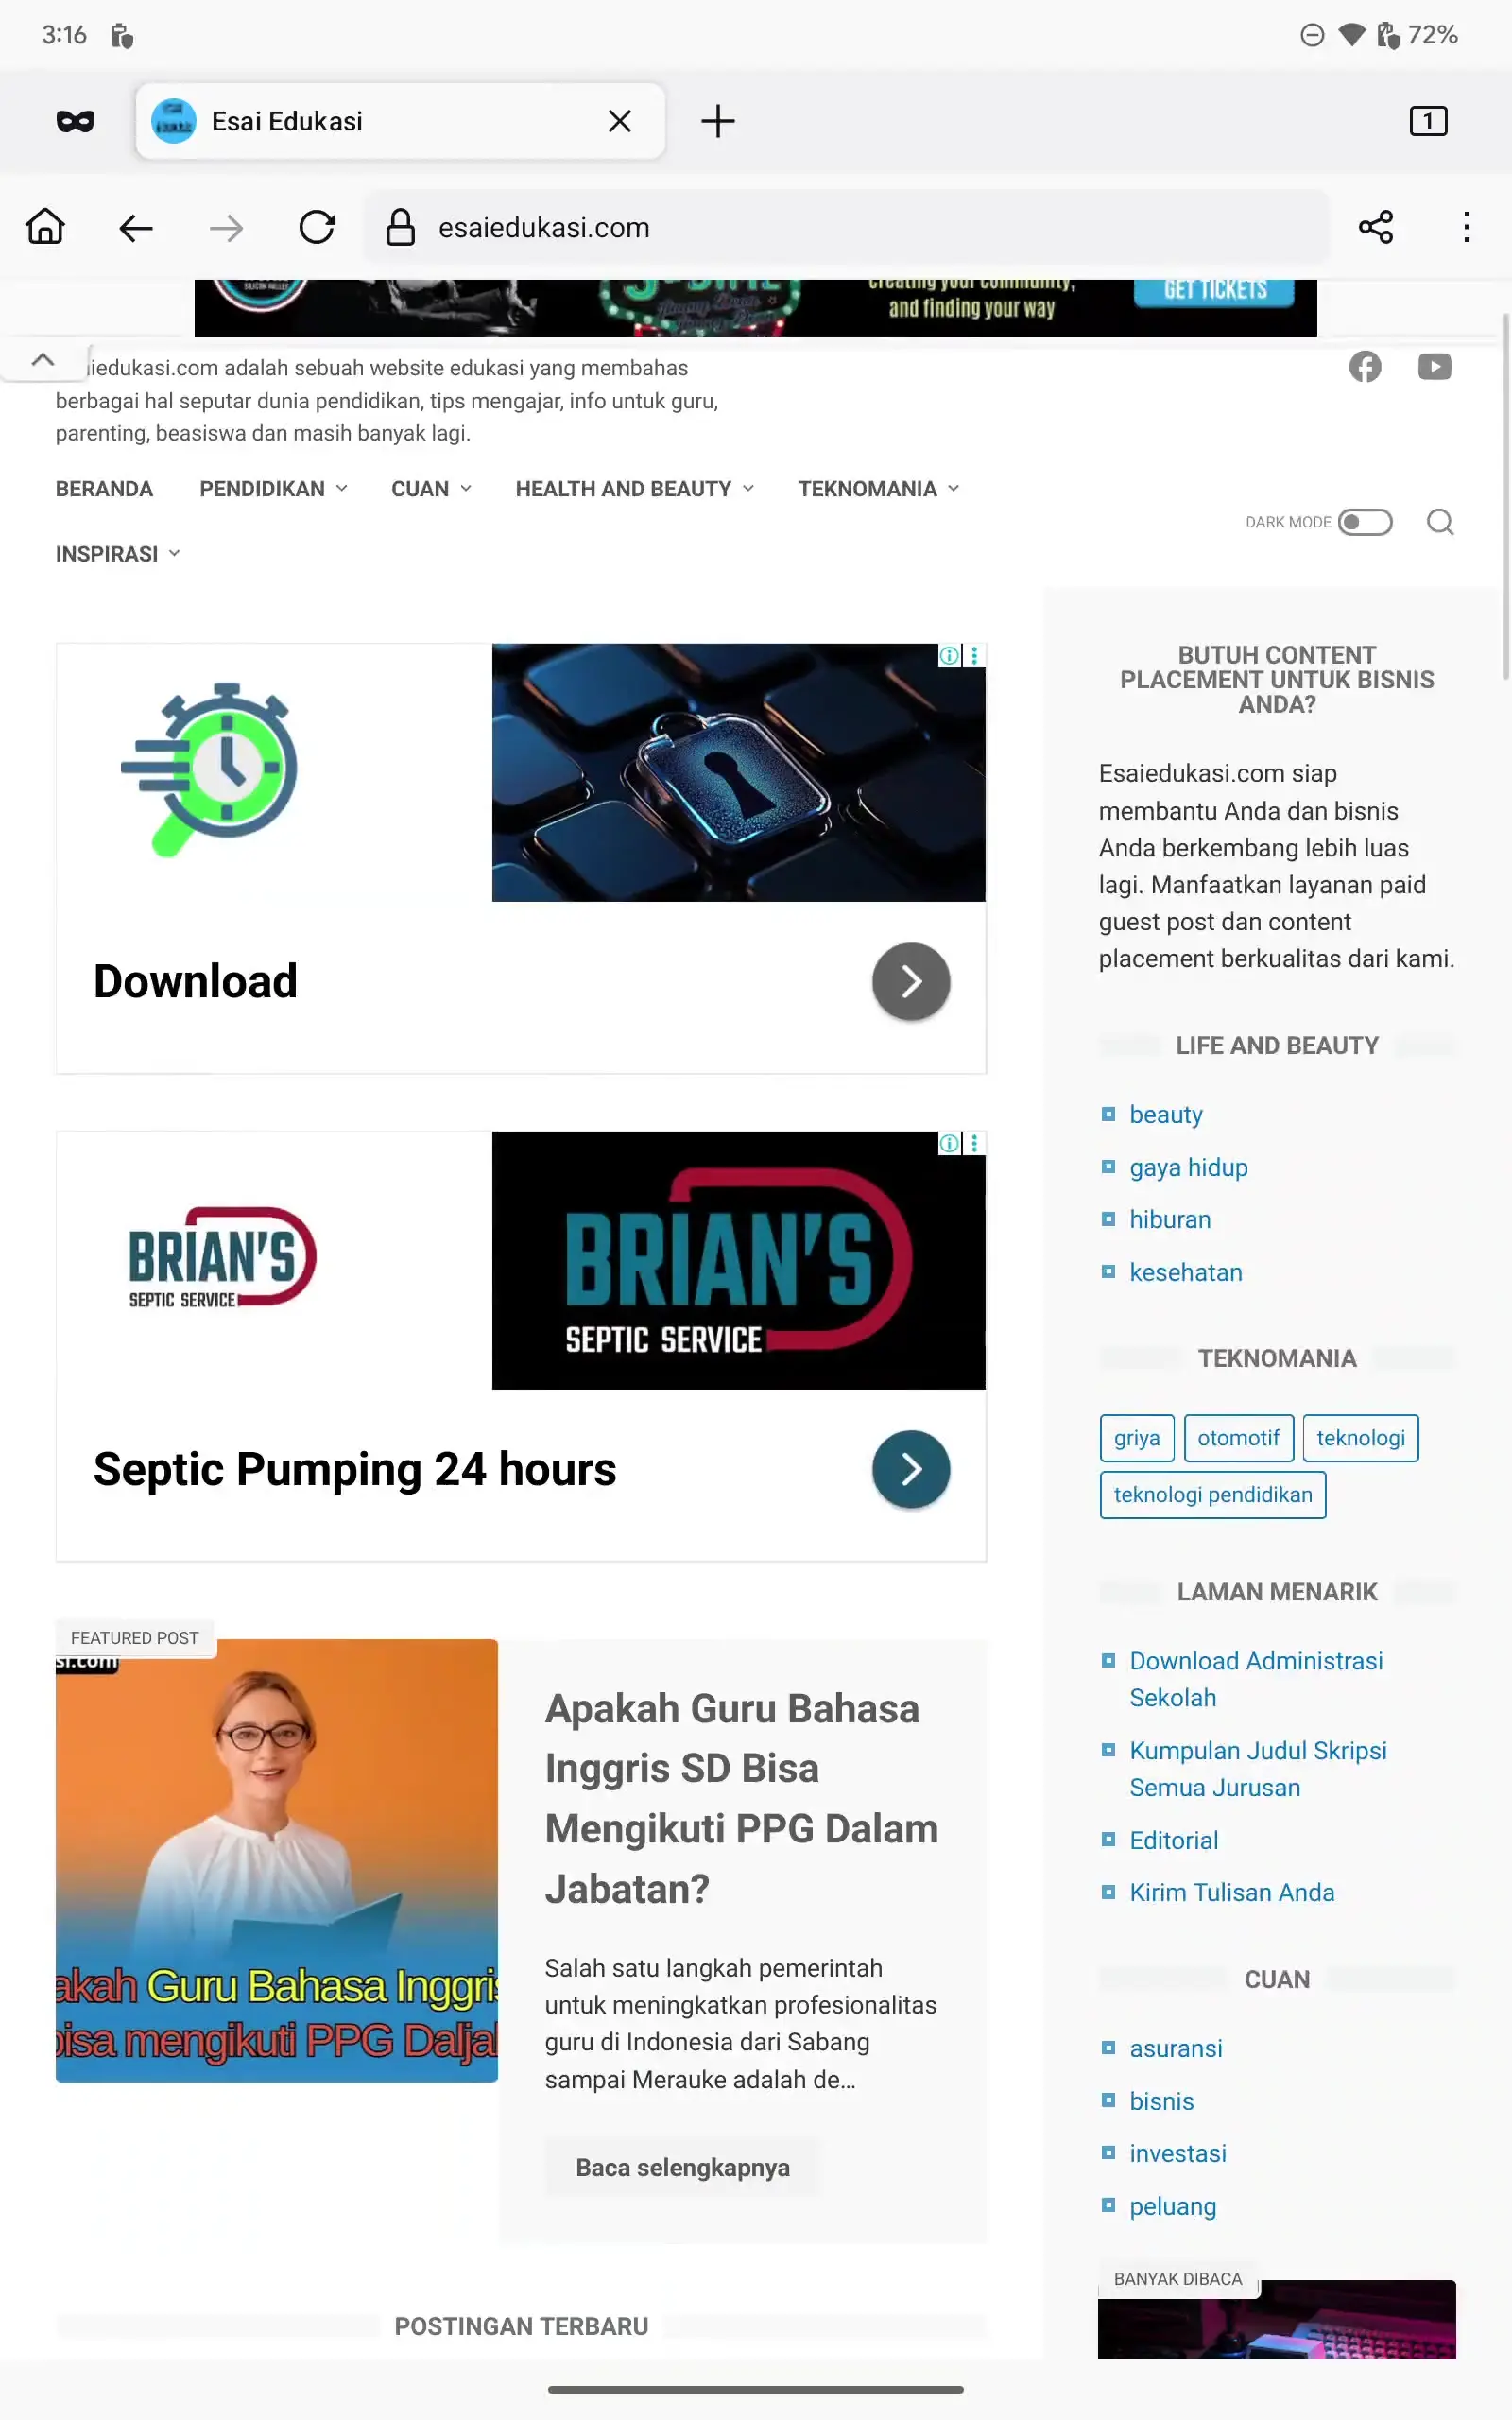 3:16
72%
Esai Edukasi
1
esaiedukasi.com
creating your community,
and finding your way
GET TICKETS
iedukasi.com adalah sebuah website edukasi yang membahas
berbagai hal seputar dunia pendidikan, tips mengajar, info untuk guru,
parenting, beasiswa dan masih banyak lagi.
BERANDA PENDIDIKAN CUAN HEALTH AND BEAUTY TEKNOMANIA
INSPIRASI
DARK MODE
Download
BRIAN'S
SEPTIC SERVICE
BRIAN'S
SEPTIC SERVICE
Septic Pumping 24 hours
FEATURED POST
si.com
akah Guru Bahasa Inggris
bisa mengikuti PPG Daljab
Apakah Guru Bahasa
Inggris SD Bisa
Mengikuti PPG Dalam
Jabatan?
Salah satu langkah pemerintah
untuk meningkatkan profesionalitas
guru di Indonesia dari Sabang
sampai Merauke adalah de...
Baca selengkapnya
POSTINGAN TERBARU
BUTUH CONTENT
PLACEMENT UNTUK BISNIS
ANDA?
Esaiedukasi.com siap
membantu Anda dan bisnis
Anda berkembang lebih luas
lagi. Manfaatkan layanan paid
guest post dan content
placement berkualitas dari kami.
LIFE AND BEAUTY
beauty
gaya hidup
hiburan
kesehatan
TEKNOMANIA
griya otomotif teknologi
teknologi pendidikan
LAMAN MENARIK
Download Administrasi
Sekolah
Kumpulan Judul Skripsi
Semua Jurusan
Editorial
Kirim Tulisan Anda
CUAN
asuransi
bisnis
investasi
peluang
BANYAK DIBACA